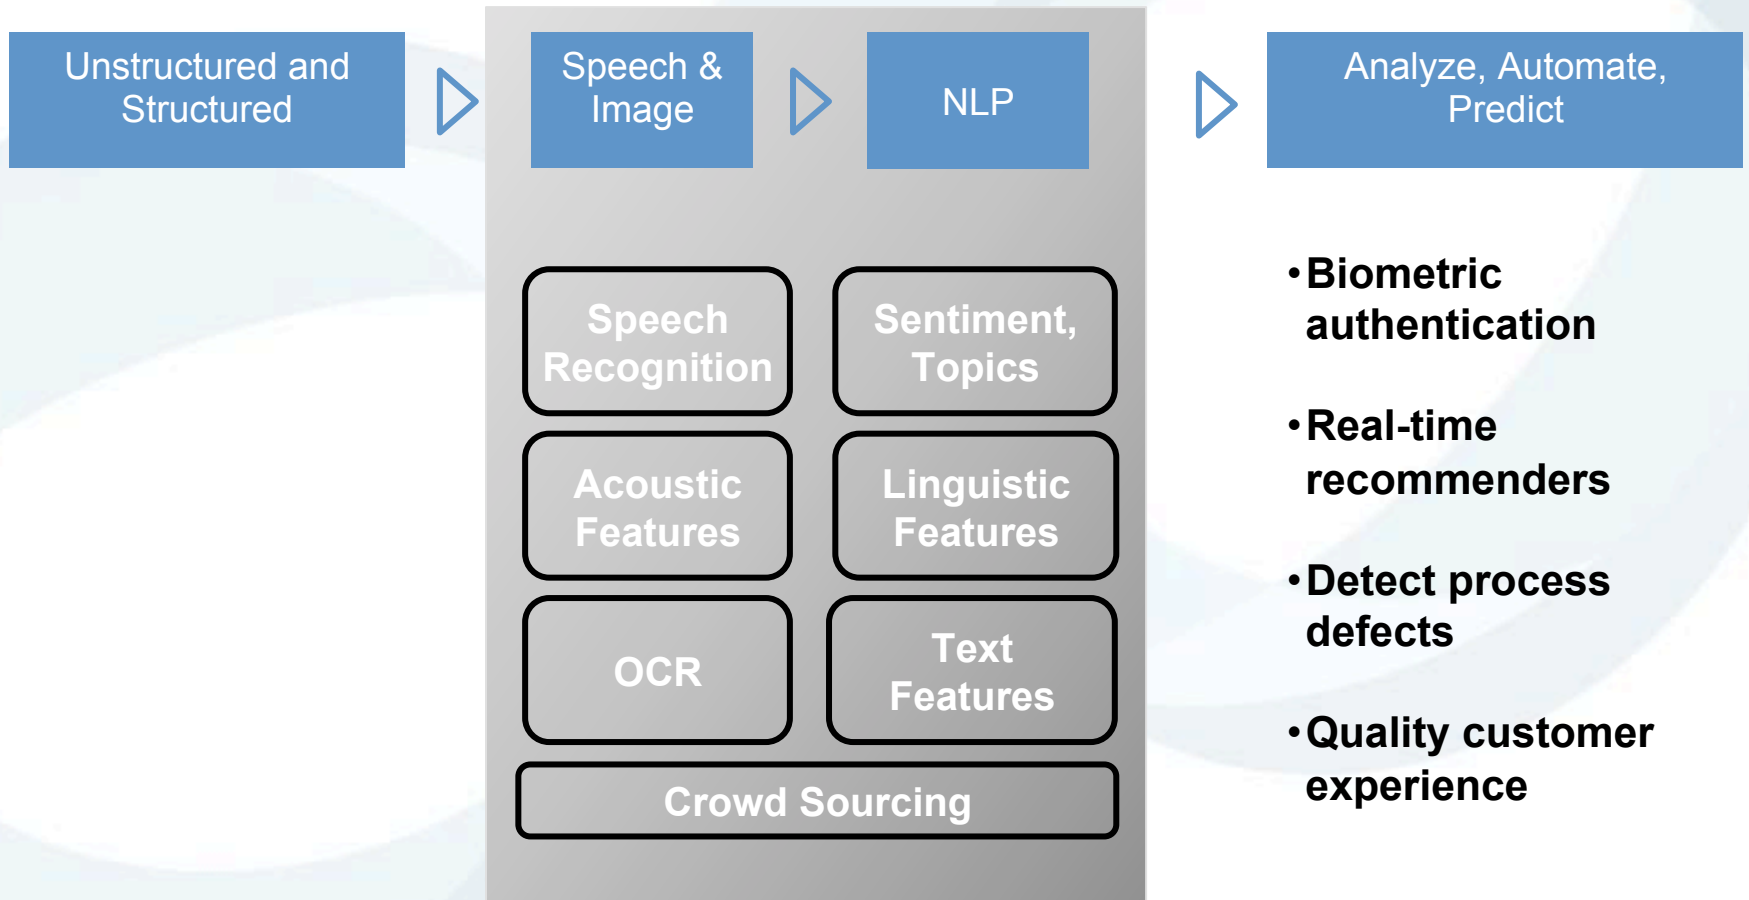 Unstructured and
Structured
Speech &
Image
NLP
Analyze, Automate,
Predict
Speech
Recognition
Sentiment,
Topics
Acoustic
Features
Linguistic
Features
OCR
Text
Features
Crowd Sourcing
•Biometric
authentication
•Real-time
recommenders
•Detect process
defects
•Quality customer
experience